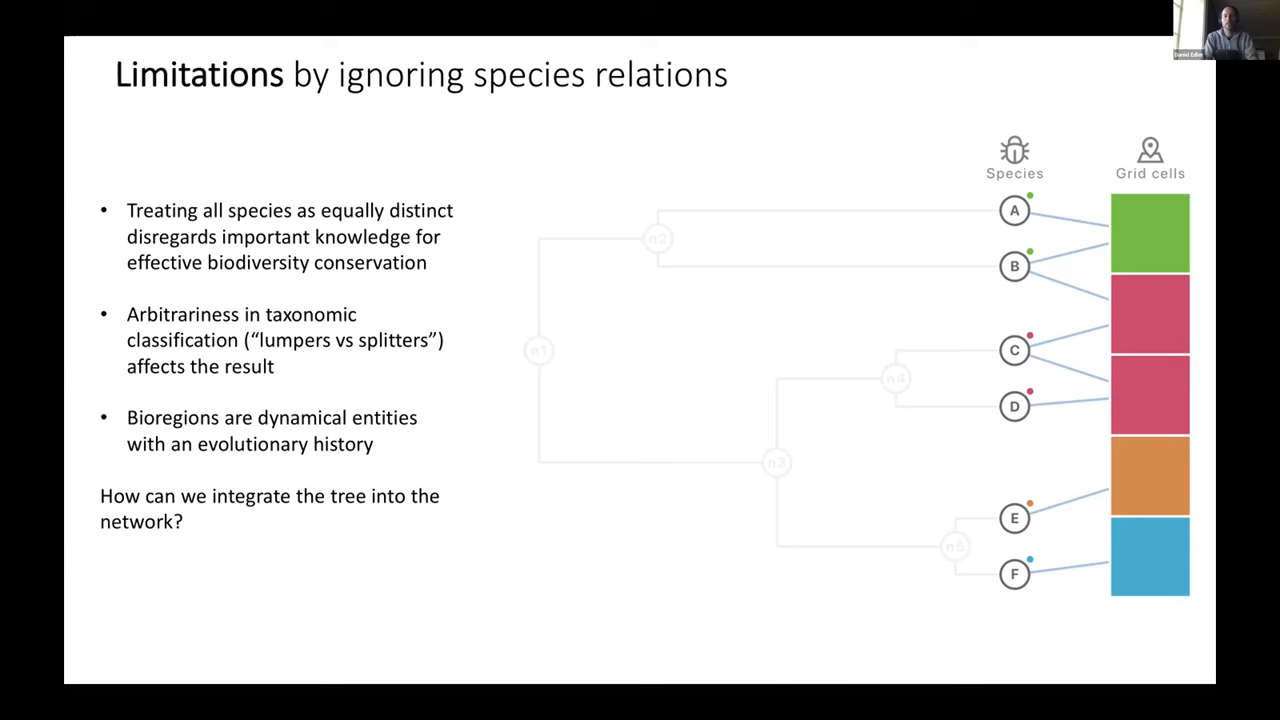 Limitations by ignoring species relations
Daniel Edler
• Treating all species as equally distinct
disregards important knowledge for
effective biodiversity conservation
• Arbitrariness in taxonomic
classification (“lumpers vs splitters”)
affects the result
• Bioregions are dynamical entities
with an evolutionary history
How can we integrate the tree into the
network?
Species
Grid cells
A
n2
B
n1
C
n4
D
n3
E
n5
F